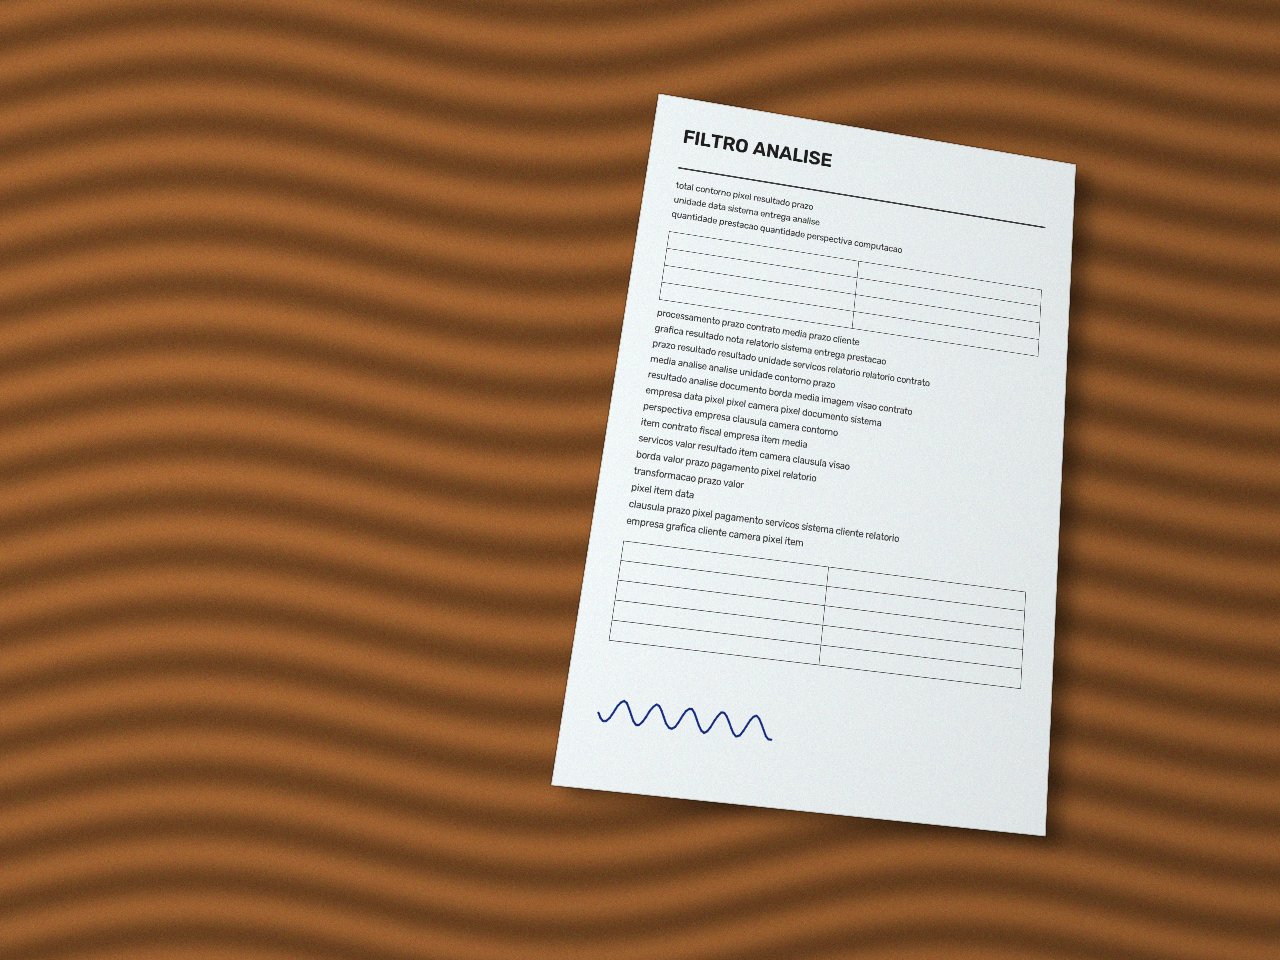 FILTRO ANALISE
total contorno pixel resultado prazo
unidade data sistema entrega analise
quantidade prestacao quantidade perspectiva computacao
processamento prazo contrato media prazo cliente
grafica resultado nota relatorio sistema entrega prestacao
prazo resultado resultado unidade servicos relatorio relatorio contrato
media analise analise unidade contorno prazo
resultado analise documento borda media imagem visao contrato
empresa data pixel pixel camera pixel documento sistema
perspectiva empresa clausula camera contorno
item contrato fiscal empresa item media
servicos valor resultado item camera clausula visao
borda valor prazo pagamento pixel relatorio
transformacao prazo valor
pixel item data
clausula prazo pixel pagamento servicos sistema cliente relatorio
empresa grafica cliente camera pixel item